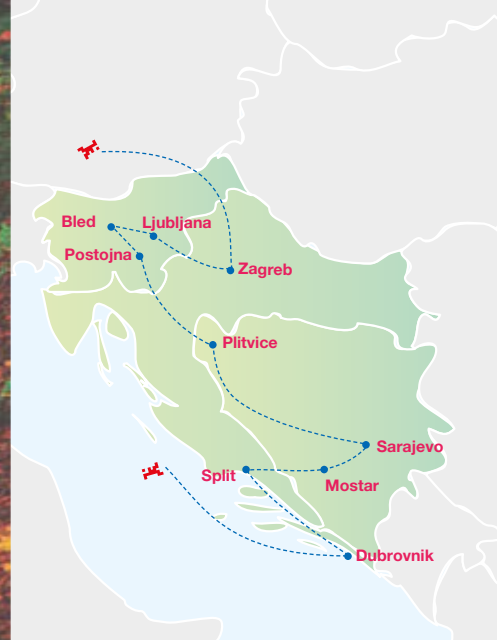 Bled
Ljubljana
Postojna
Zagreb
Plitvice
Sarajevo
Split
Mostar
Dubrovnik